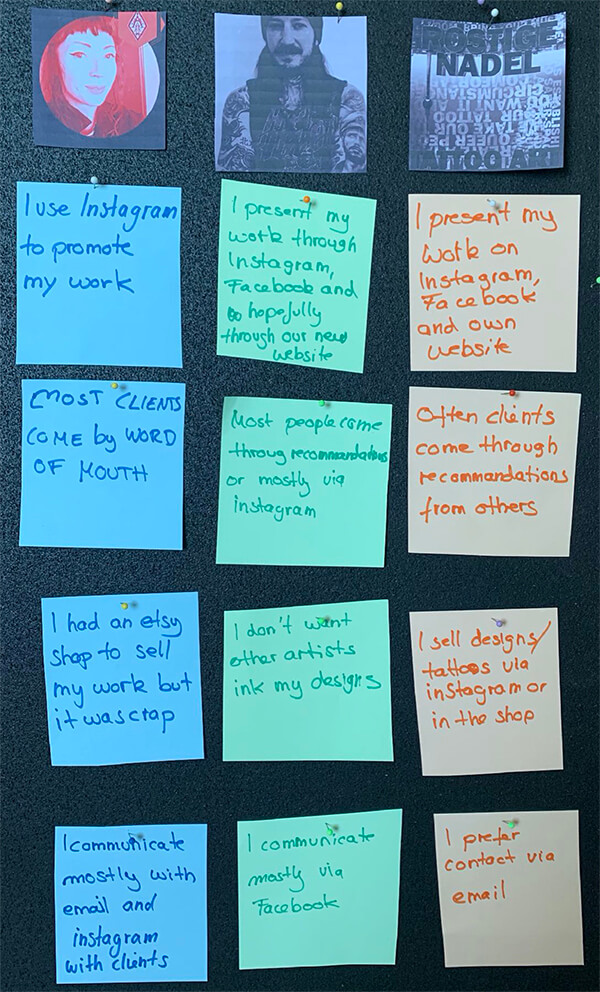 ROSTIGE
NADEL
I use Instagram
to promote
my work
I present my
work through
Instagram,
Facebook and
hopefully
through our new
website
I present my
work on
Instagram,
Facebook
and own
website
MOST CLIENTS
COME by WORD
OF MOUTH
Most people come
throug recommandations
or mostly via
instagram
Often clients
come through
recommandations
from others
I had an etsy
shop to sell
my work but
it was crap
I don't want
other artists
ink my designs
I sell designs/
tattoos via
instagram or
in the shop
I communicate
mostly with
email and
instagram
with clients
I communicate
mostly via
Facebook
I prefer
contact via
email